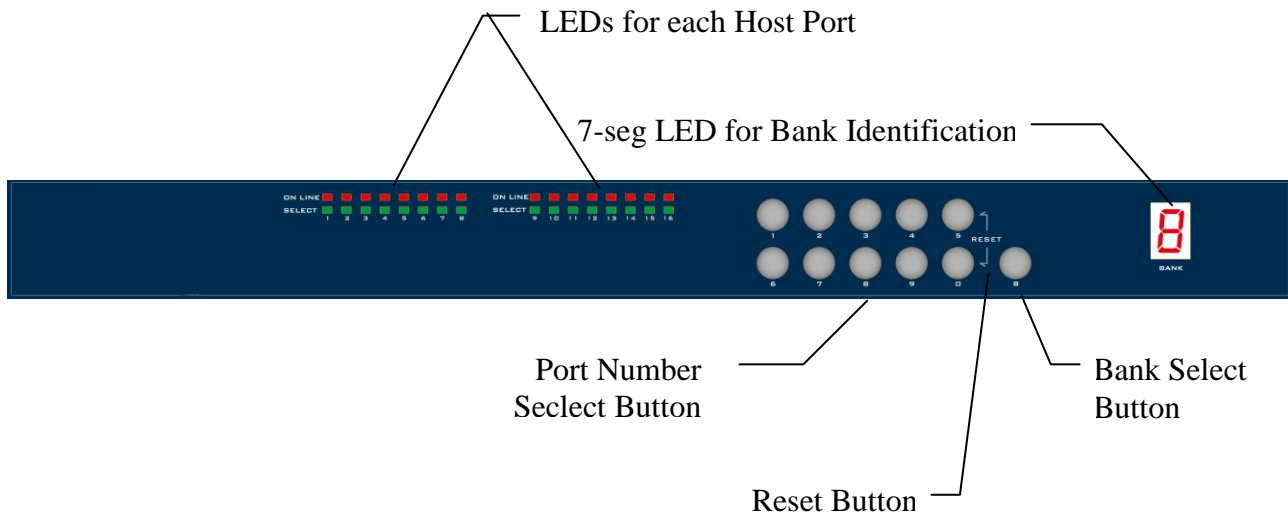 LEDs for each Host Port
7-seg LED for Bank Identification
ON LINE
SELECT
1 2 3 4 5 6 7 8
ON LINE
SELECT
9 10 11 12 13 14 15 16
1 2 3 4 5
RESET
6 7 8 9 0
B
8
BANK
Port Number
Seclect Button
Bank Select
Button
Reset Button